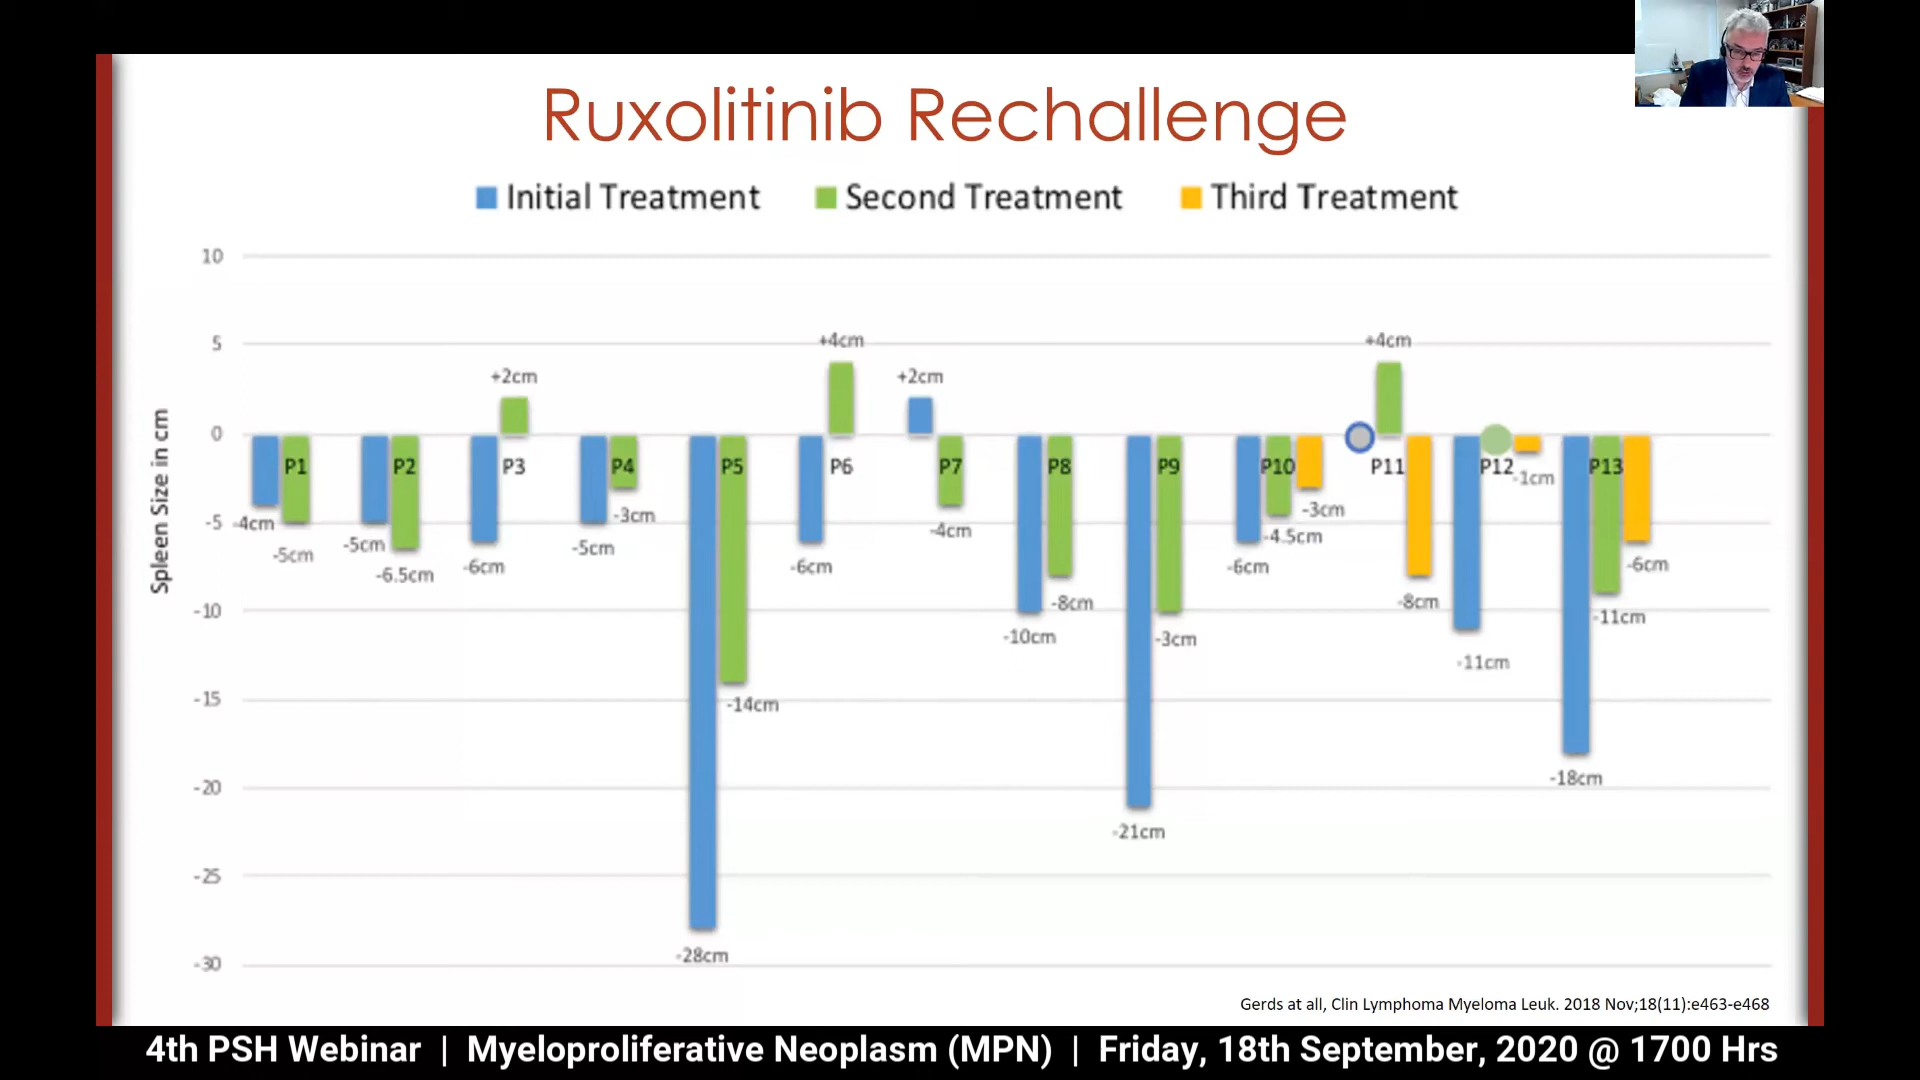 Ruxolitinib Rechallenge
Initial Treatment Second Treatment Third Treatment
Spleen Size in cm
10
5
0
-5
-10
-15
-20
-25
-30
P1 P2 P3 P4 P5 P6 P7 P8 P9 P10 P11 P12 P13
-4cm
-5cm
-5cm
-6.5cm
+2cm
-6cm
-5cm
-3cm
-28cm
-14cm
+4cm
-6cm
+2cm
-4cm
-10cm
-8cm
-21cm
-3cm
-6cm
-4.5cm
-3cm
+4cm
-8cm
-11cm
-1cm
-18cm
-11cm
-6cm
Gerds at all, Clin Lymphoma Myeloma Leuk. 2018 Nov;18(11):e463-e468
4th PSH Webinar | Myeloproliferative Neoplasm (MPN) | Friday, 18th September, 2020 @ 1700 Hrs